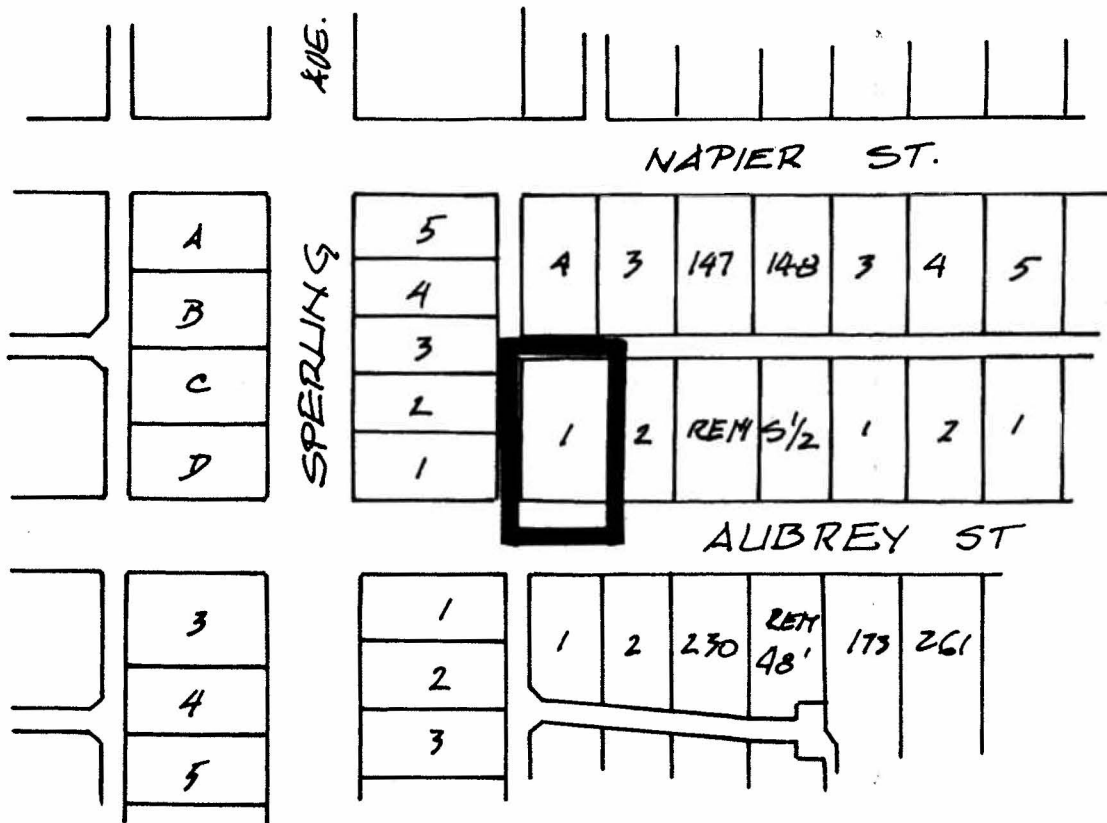 AVE.
NAPIER ST.
SPERLING
A
B
C
D
5
4
3
2
1
4 3 147 148 3 4 5
1 2 REM S1/2 1 2 1
AUBREY ST
3
4
5
1
2
3
1 2 230 REM 48' 173 261